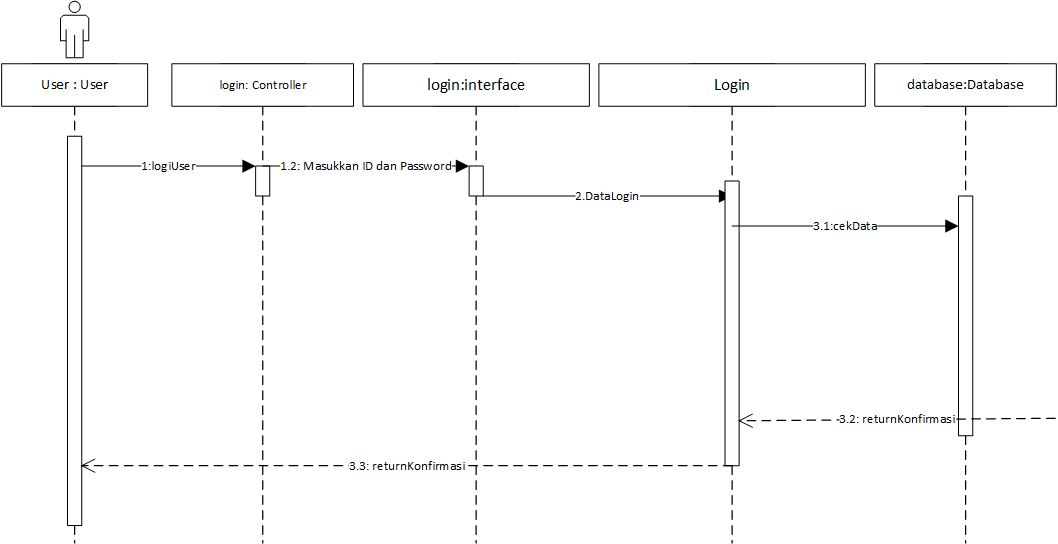 User : User
login: Controller
login:interface
Login
database:Database
1:logiUser
1.2: Masukkan ID dan Password
2.DataLogin
3.1:cekData
3.2: returnKonfirmasi
3.3: returnKonfirmasi